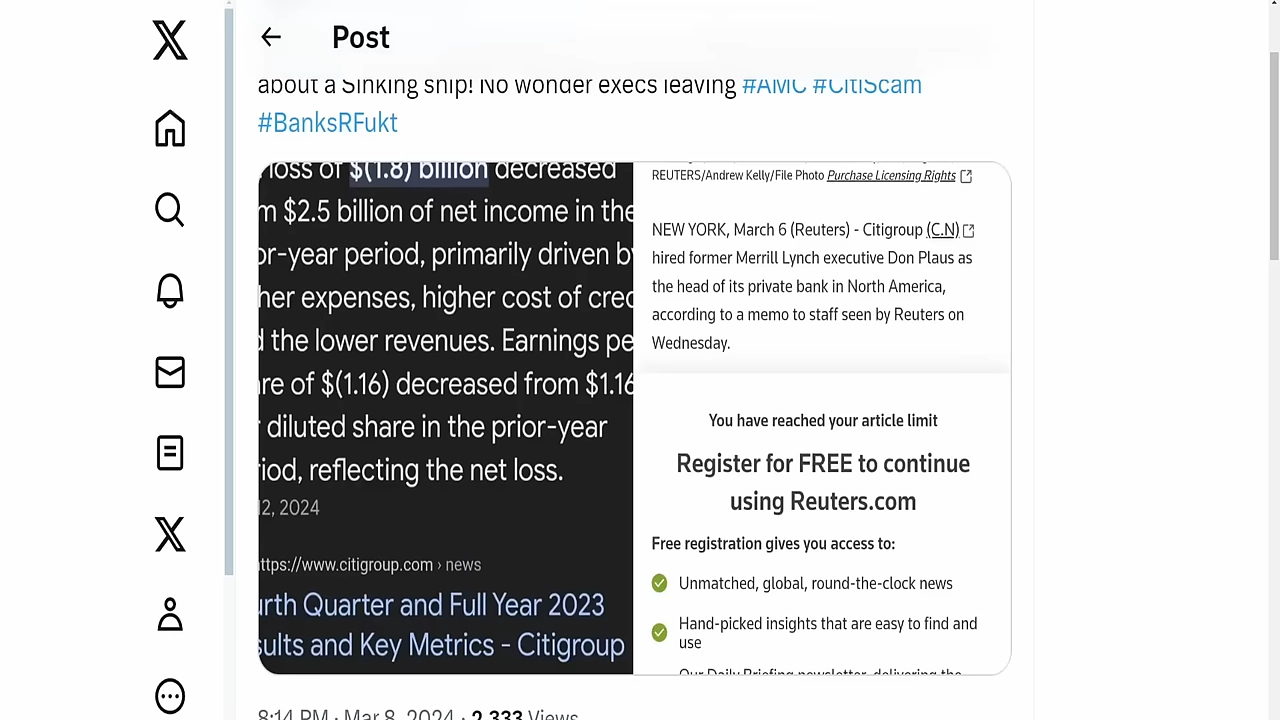 Post
about a Sinking ship! No wonder execs leaving #AMC #CitiScam
#BanksRFukt
loss of $(1.8) billion decreased
m $2.5 billion of net income in the
or-year period, primarily driven by
her expenses, higher cost of cred
d the lower revenues. Earnings pe
are of $(1.16) decreased from $1.16
r diluted share in the prior-year
riod, reflecting the net loss.
12, 2024
ttps://www.citigroup.com › news
urth Quarter and Full Year 2023
sults and Key Metrics - Citigroup
REUTERS/Andrew Kelly/File Photo Purchase Licensing Rights
NEW YORK, March 6 (Reuters) - Citigroup (C.N)
hired former Merrill Lynch executive Don Plaus as
the head of its private bank in North America,
according to a memo to staff seen by Reuters on
Wednesday.
You have reached your article limit
Register for FREE to continue
using Reuters.com
Free registration gives you access to:
Unmatched, global, round-the-clock news
Hand-picked insights that are easy to find and
use
Our Daily Briefing newsletter, delivering the
8:14 PM · Mar 8, 2024 · 2,333 Views